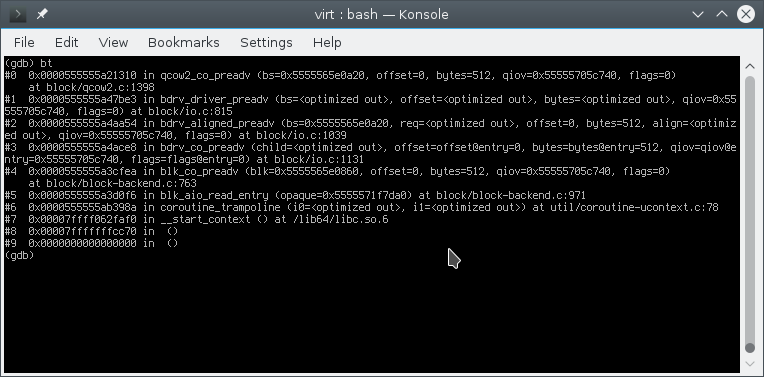 virt : bash — Konsole
File Edit View Bookmarks Settings Help
(gdb) bt
#0  0x0000555555a21310 in qcow2_co_preadv (bs=0x5555565e0a20, offset=0, bytes=512, qiov=0x55555705c740, flags=0)
    at block/qcow2.c:1398
#1  0x0000555555a47be3 in bdrv_driver_preadv (bs=<optimized out>, offset=<optimized out>, bytes=<optimized out>, qiov=0x55
55705c740, flags=0) at block/io.c:815
#2  0x0000555555a4aa54 in bdrv_aligned_preadv (bs=0x5555565e0a20, req=<optimized out>, offset=0, bytes=512, align=<optimiz
ed out>, qiov=0x55555705c740, flags=0) at block/io.c:1039
#3  0x0000555555a4ace8 in bdrv_co_preadv (child=<optimized out>, offset=offset@entry=0, bytes=bytes@entry=512, qiov=qiov@e
ntry=0x55555705c740, flags=flags@entry=0) at block/io.c:1131
#4  0x0000555555a3cfea in blk_co_preadv (blk=0x5555565e0860, offset=0, bytes=512, qiov=0x55555705c740, flags=0)
    at block/block-backend.c:763
#5  0x0000555555a3d0f6 in blk_aio_read_entry (opaque=0x5555571f7da0) at block/block-backend.c:971
#6  0x0000555555ab398a in coroutine_trampoline (i0=<optimized out>, i1=<optimized out>) at util/coroutine-ucontext.c:78
#7  0x00007ffff062faf0 in __start_context () at /lib64/libc.so.6
#8  0x00007fffffffcc70 in  ()
#9  0x0000000000000000 in  ()
(gdb)